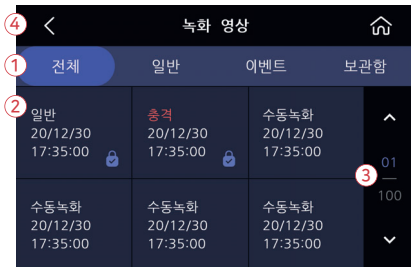 ④ 녹화 영상
① 전체 일반 이벤트 보관함
② 일반 충격 수동녹화
20/12/30 20/12/30 20/12/30
17:35:00 17:35:00 17:35:00
01
③
100
수동녹화 수동녹화 수동녹화
20/12/30 20/12/30 20/12/30
17:35:00 17:35:00 17:35:00